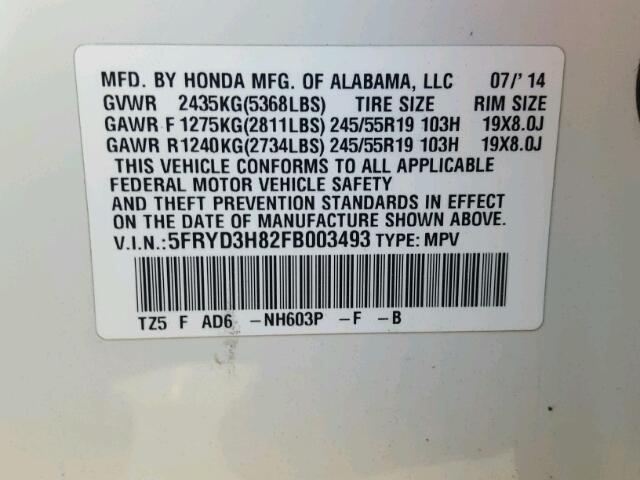 MFD. BY HONDA MFG. OF ALABAMA, LLC 07/' 14
GVWR 2435KG(5368LBS) TIRE SIZE RIM SIZE
GAWR F 1275KG(2811LBS) 245/55R19 103H 19X8.0J
GAWR R 1240KG(2734LBS) 245/55R19 103H 19X8.0J
THIS VEHICLE CONFORMS TO ALL APPLICABLE
FEDERAL MOTOR VEHICLE SAFETY
AND THEFT PREVENTION STANDARDS IN EFFECT
ON THE DATE OF MANUFACTURE SHOWN ABOVE.
V.I.N.:5FRYD3H82FB003493 TYPE: MPV
TZ5 F AD6 -NH603P -F -B